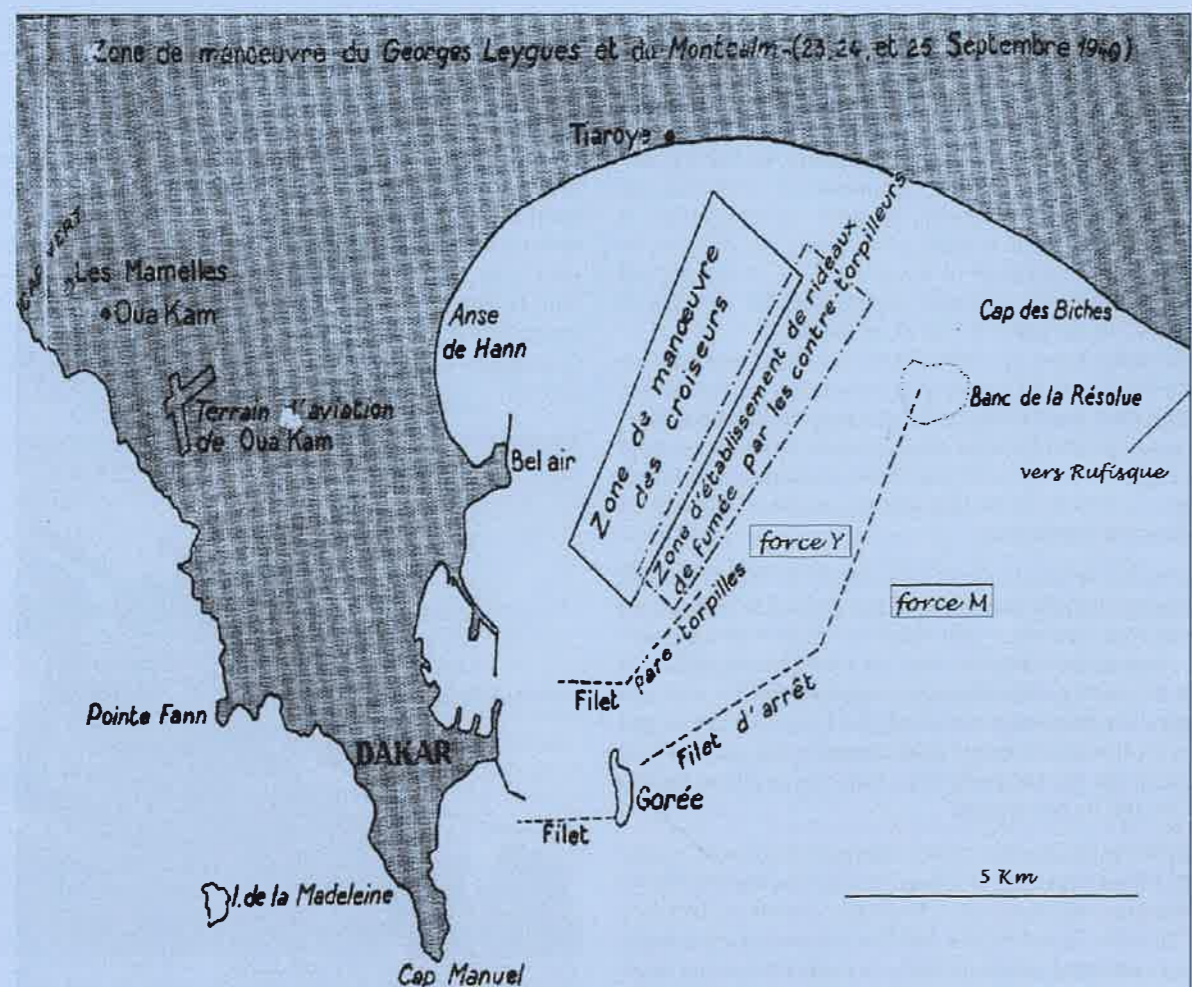 Zone de manoeuvre du Georges Leygues et du Montcalm-(23,24, et 25 Septembre 1940)
Tiaroye
CAP VERT
Les Mamelles
Oua Kam
Anse
de Hann
Cap des Biches
Terrain d'aviation
de Oua Kam
Banc de la Résolue
Bel air
vers Rufisque
Zone de manoeuvre
des croiseurs
Zone d'établissement de rideaux
de fumée par les contre-torpilleurs
force Y
force M
Filet pare-torpilles
Pointe Fann
Filet d'arrêt
DAKAR
Gorée
Filet
5 Km
I. de la Madeleine
Cap Manuel